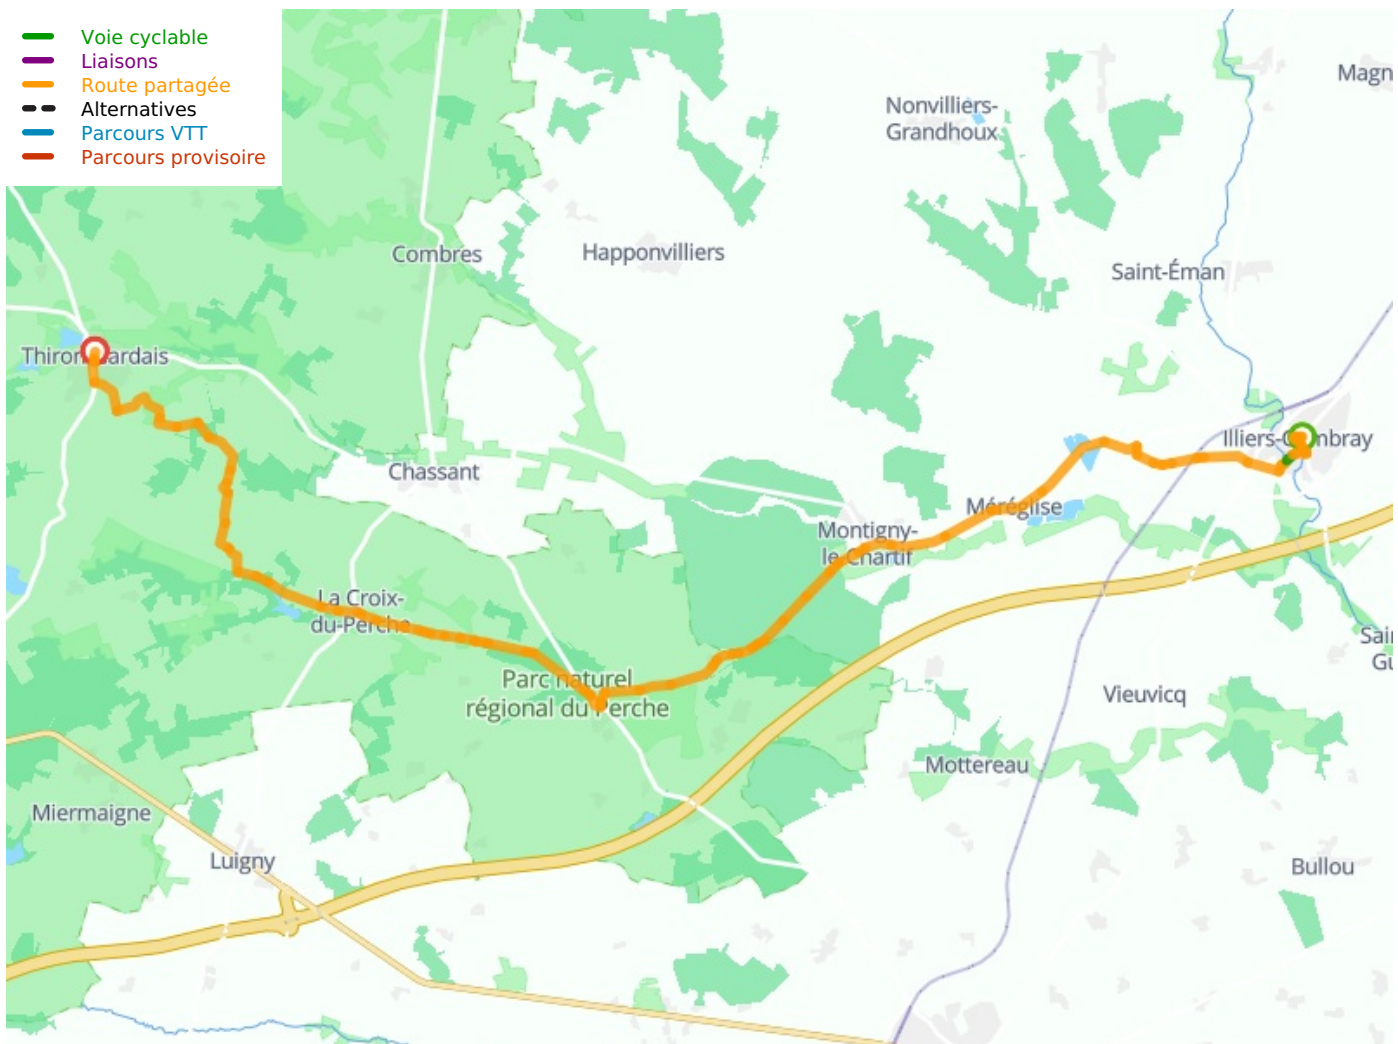 Voie cyclable
Liaisons
Route partagée
Alternatives
Parcours VTT
Parcours provisoire
Magn
Nonvilliers-
Grandhoux
Combres
Happonvilliers
Saint-Éman
Thiron-Gardais
Illiers-Combray
Chassant
Méréglise
Montigny-
le-Chartif
La Croix-
du-Perche
Sain
Gu
Parc naturel
régional du Perche
Vieuvicq
Mottereau
Miermaigne
Luigny
Bullou